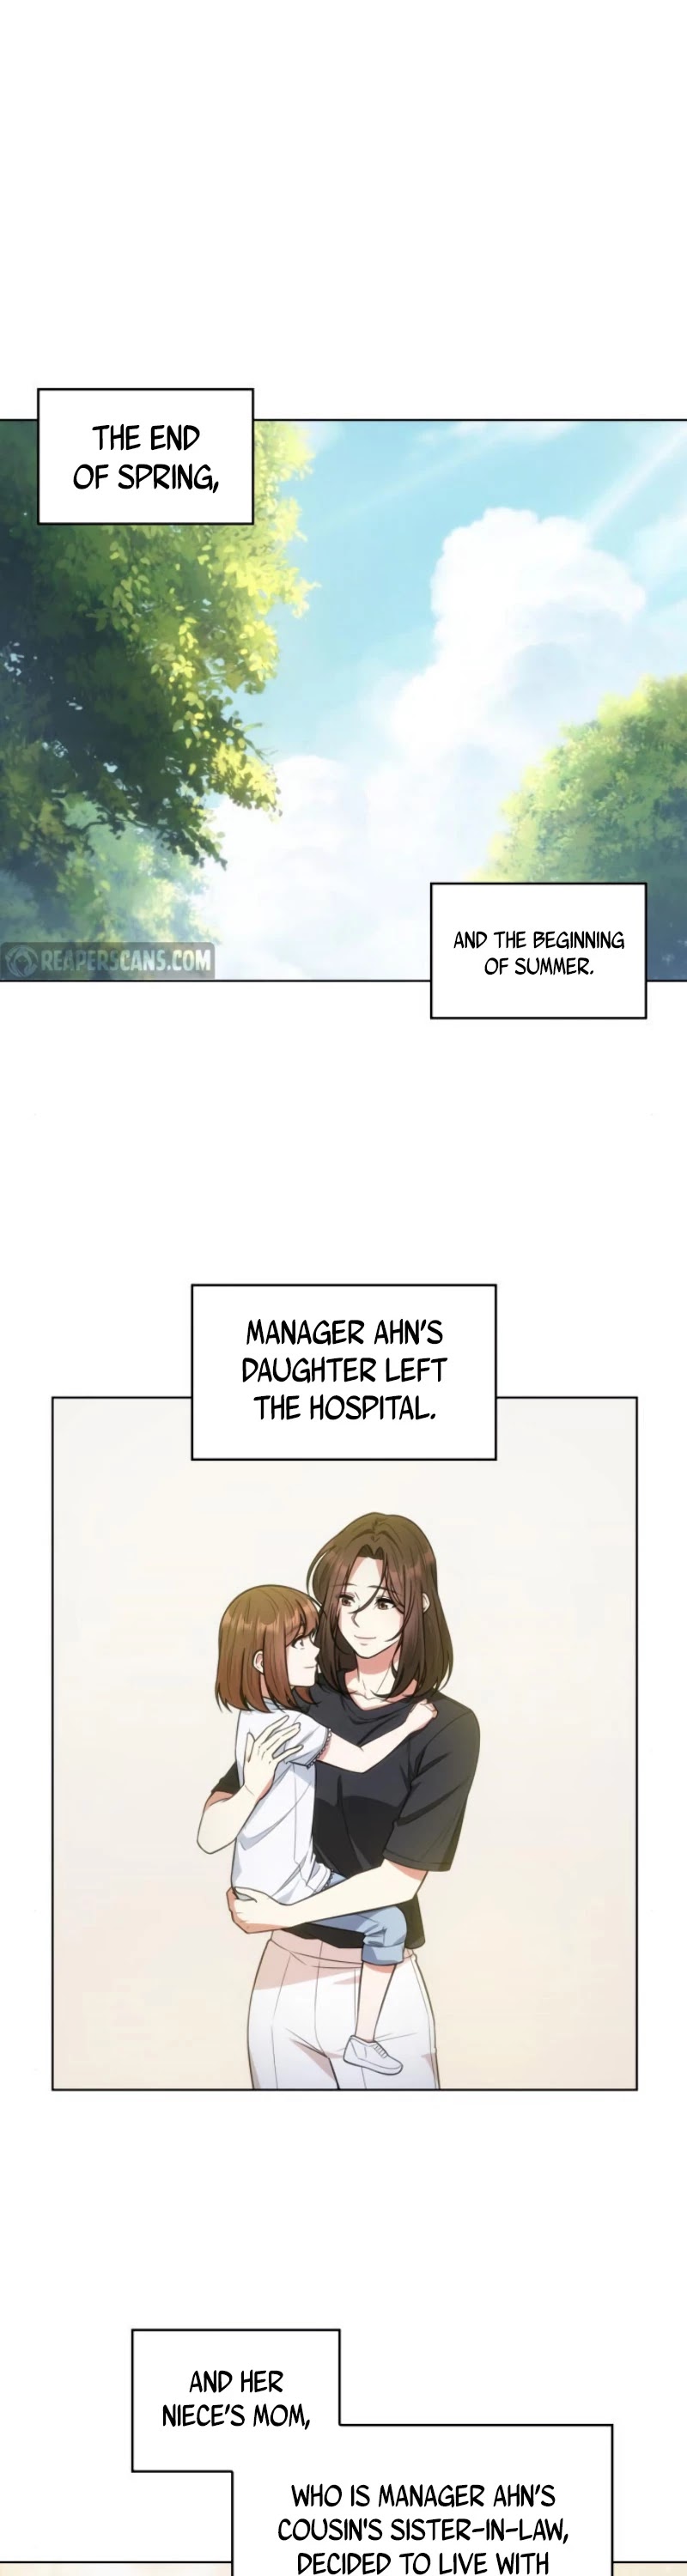 THE END
OF SPRING,
AND THE BEGINNING
OF SUMMER.
REAPERSCANS.COM
MANAGER AHN'S
DAUGHTER LEFT
THE HOSPITAL.
AND HER
NIECE'S MOM,
WHO IS MANAGER AHN'S
COUSIN'S SISTER-IN-LAW,
DECIDED TO LIVE WITH